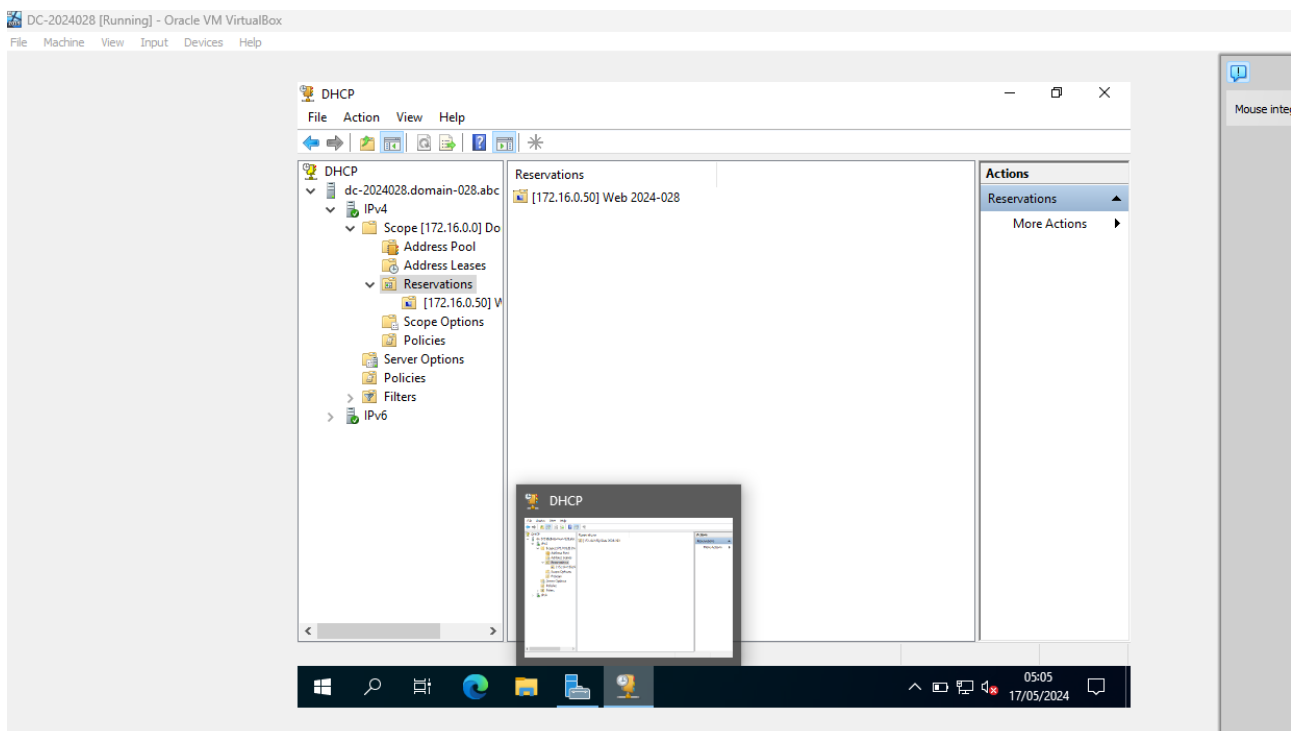 DC-2024028 [Running] - Oracle VM VirtualBox
File Machine View Input Devices Help
Mouse inte
DHCP
File Action View Help
DHCP
dc-2024028.domain-028.abc
IPv4
Scope [172.16.0.0] Do
Address Pool
Address Leases
Reservations
[172.16.0.50] W
Scope Options
Policies
Server Options
Policies
Filters
IPv6
Reservations
[172.16.0.50] Web 2024-028
Actions
Reservations
More Actions
DHCP
05:05
17/05/2024